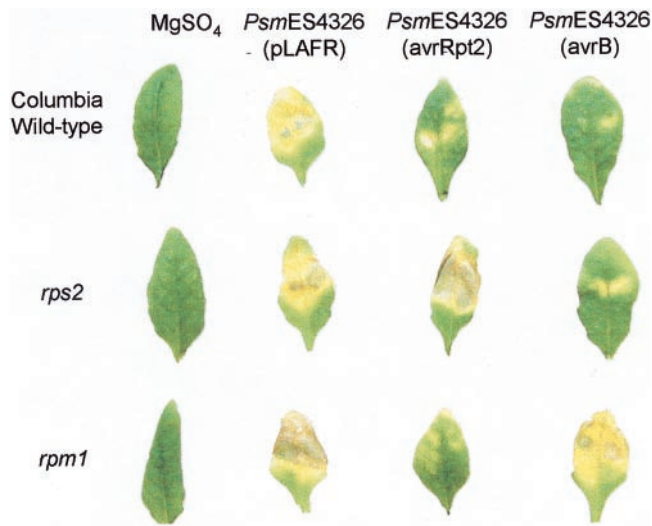 MgSO₄ PsmES4326 PsmES4326 PsmES4326
(pLAFR) (avrRpt2) (avrB)
Columbia
Wild-type
rps2
rpm1